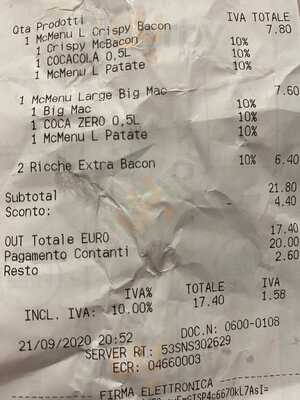 Qta Prodotti IVA TOTALE
1 McMenu L Crispy Bacon 7.80
1 Crispy McBacon 10%
1 COCACOLA 0,5L 10%
1 McMenu L Patate 10%
1 McMenu Large Big Mac 7.60
1 Big Mac 10%
1 COCA ZERO 0,5L 10%
1 McMenu L Patate 10%
2 Ricche Extra Bacon 10% 6.40
Subtotal 21.80
Sconto: 4.40
OUT Totale EURO 17.40
Pagamento Contanti 20.00
Resto 2.60
IVA% TOTALE IVA
INCL. IVA: 10.00% 17.40 1.58
21/09/2020 20:52 DOC.N: 0600-0108
SERVER RT: 53SNS302629
ECR: 04660003
FIRMA ELETTRONICA